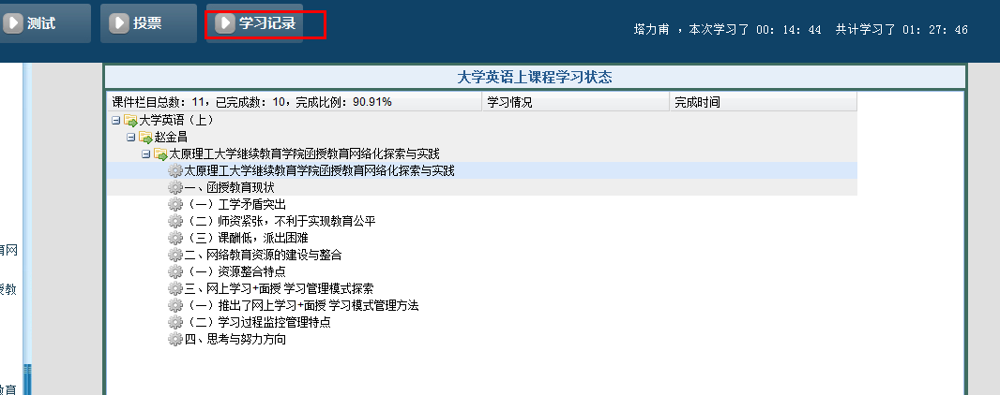 测试
投票
学习记录
塔力甫 ，本次学习了 00: 14: 44 共计学习了 01: 27: 46
大学英语上课程学习状态
课件栏目总数: 11, 已完成数: 10, 完成比例: 90.91%
学习情况
完成时间
大学英语（上）
赵金昌
太原理工大学继续教育学院函授教育网络化探索与实践
太原理工大学继续教育学院函授教育网络化探索与实践
一、函授教育现状
（一）工学矛盾突出
（二）师资紧张，不利于实现教育公平
（三）课酬低，派出困难
二、网络教育资源的建设与整合
（一）资源整合特点
三、网上学习+面授 学习管理模式探索
（一）推出了网上学习+面授 学习模式管理方法
（二）学习过程监控管理特点
四、思考与努力方向
育网
授教
教育